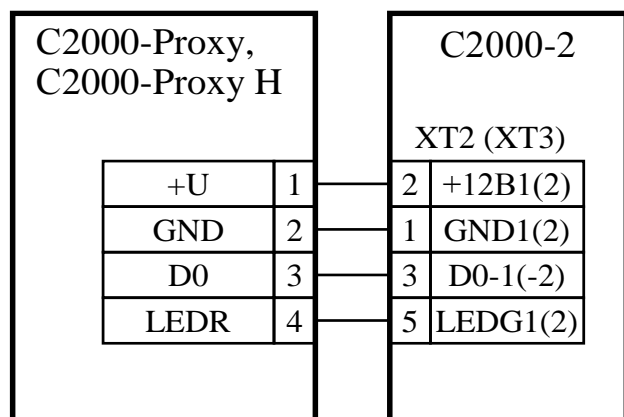 C2000-Proxy,
C2000-Proxy H
C2000-2
XT2 (XT3)
+U 1 2 +12В1(2)
GND 2 1 GND1(2)
D0 3 3 D0-1(-2)
LEDR 4 5 LEDG1(2)